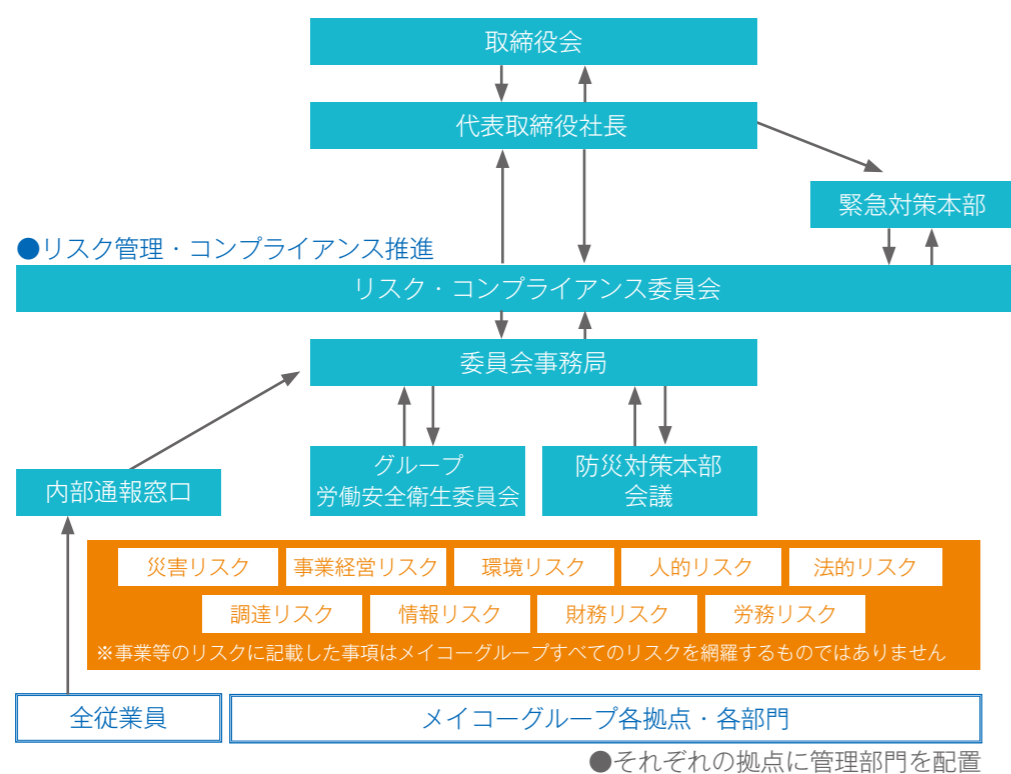 取締役会
代表取締役社長
緊急対策本部
●リスク管理・コンプライアンス推進
リスク・コンプライアンス委員会
委員会事務局
グループ
労働安全衛生委員会
防災対策本部
会議
内部通報窓口
災害リスク
事業経営リスク
環境リスク
人的リスク
法的リスク
調達リスク
情報リスク
財務リスク
労務リスク
※事業等のリスクに記載した事項はメイコーグループすべてのリスクを網羅するものではありません
全従業員
メイコーグループ各拠点・各部門
●それぞれの拠点に管理部門を配置